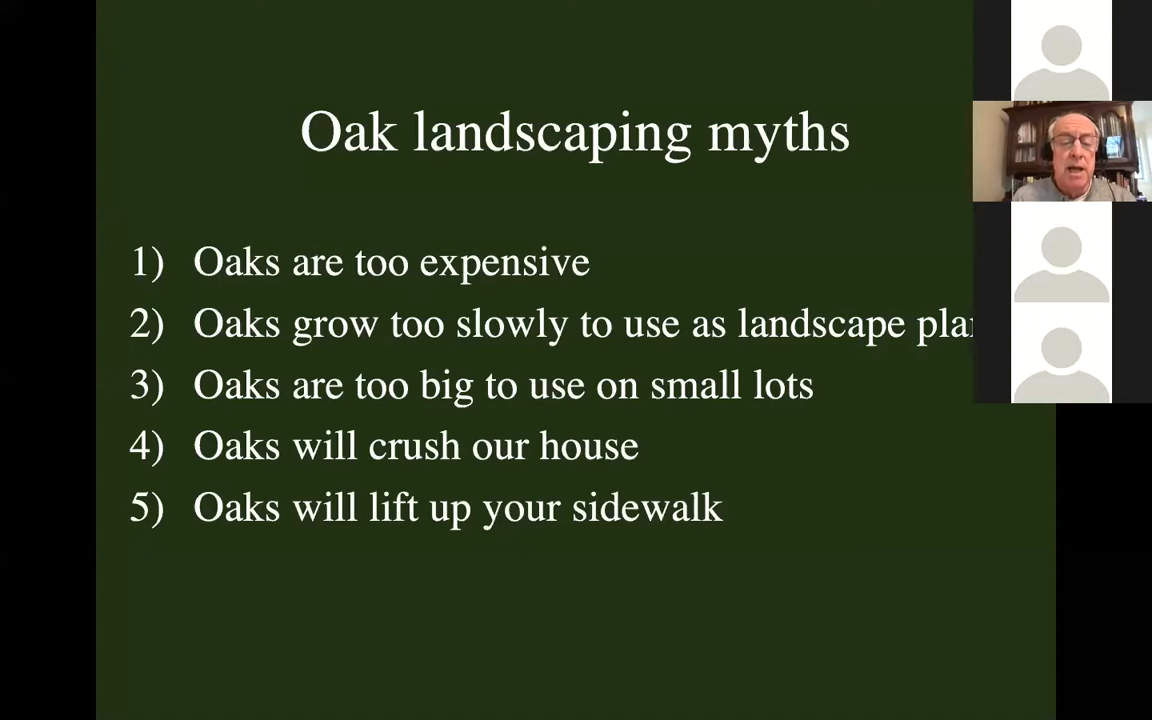 Oak landscaping myths
1) Oaks are too expensive
2) Oaks grow too slowly to use as landscape
3) Oaks are too big to use on small lots
4) Oaks will crush our house
5) Oaks will lift up your sidewalk